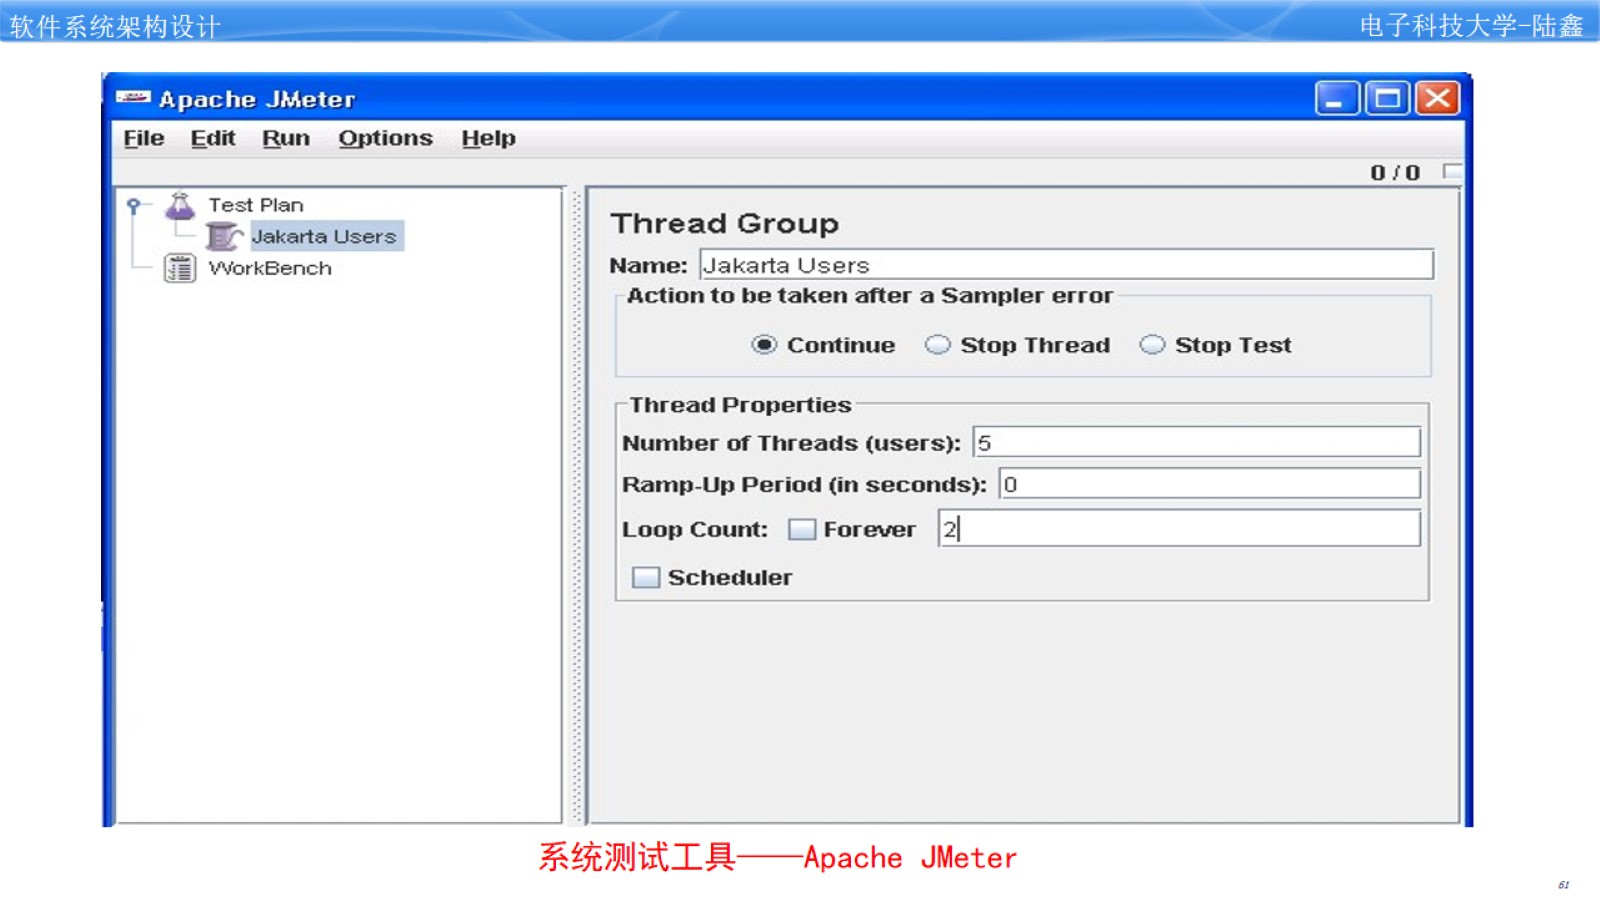 软件系统架构设计
电子科技大学-陆鑫
Apache JMeter
File Edit Run Options Help
0 / 0
Test Plan
Jakarta Users
WorkBench
Thread Group
Name: Jakarta Users
Action to be taken after a Sampler error
Continue Stop Thread Stop Test
Thread Properties
Number of Threads (users): 5
Ramp-Up Period (in seconds): 0
Loop Count: Forever 2
Scheduler
系统测试工具——Apache JMeter
61